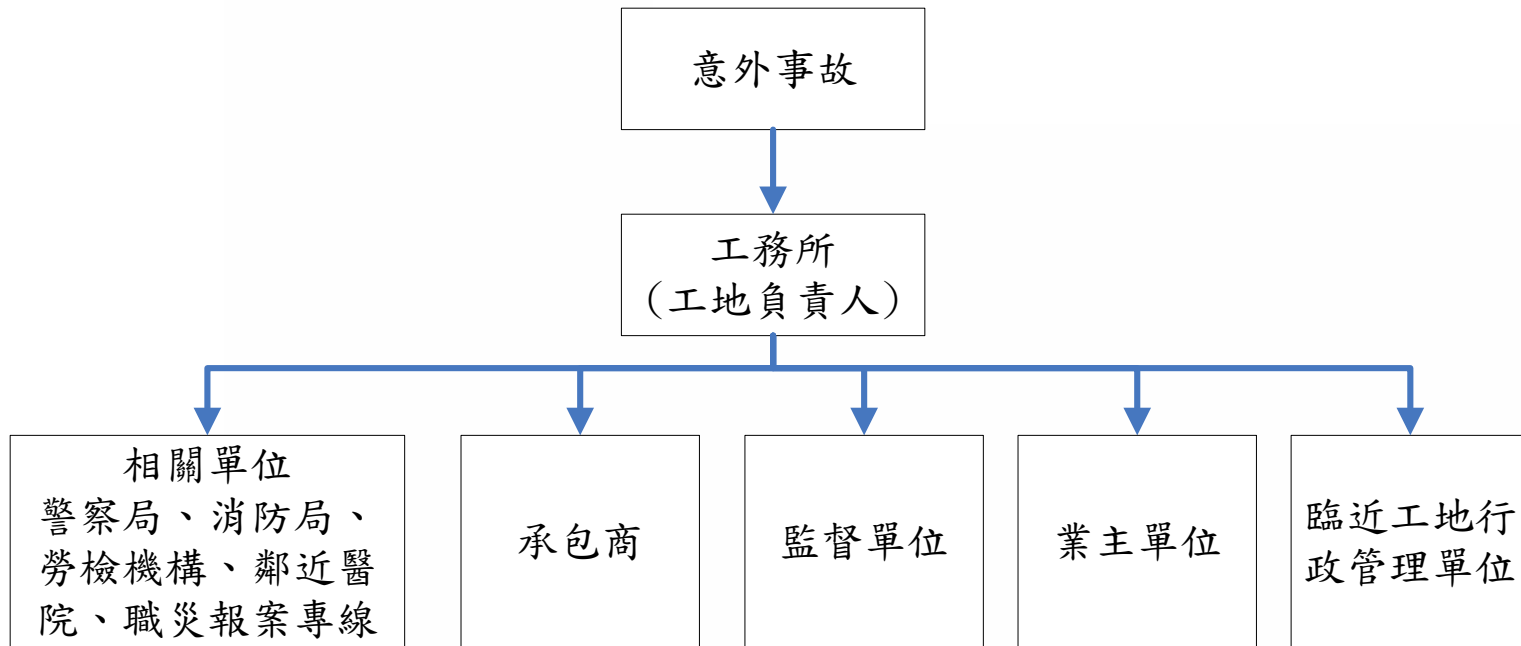 意外事故
工務所
（工地負責人）
相關單位
警察局、消防局、
勞檢機構、鄰近醫
院、職災報案專線
承包商
監督單位
業主單位
臨近工地行
政管理單位